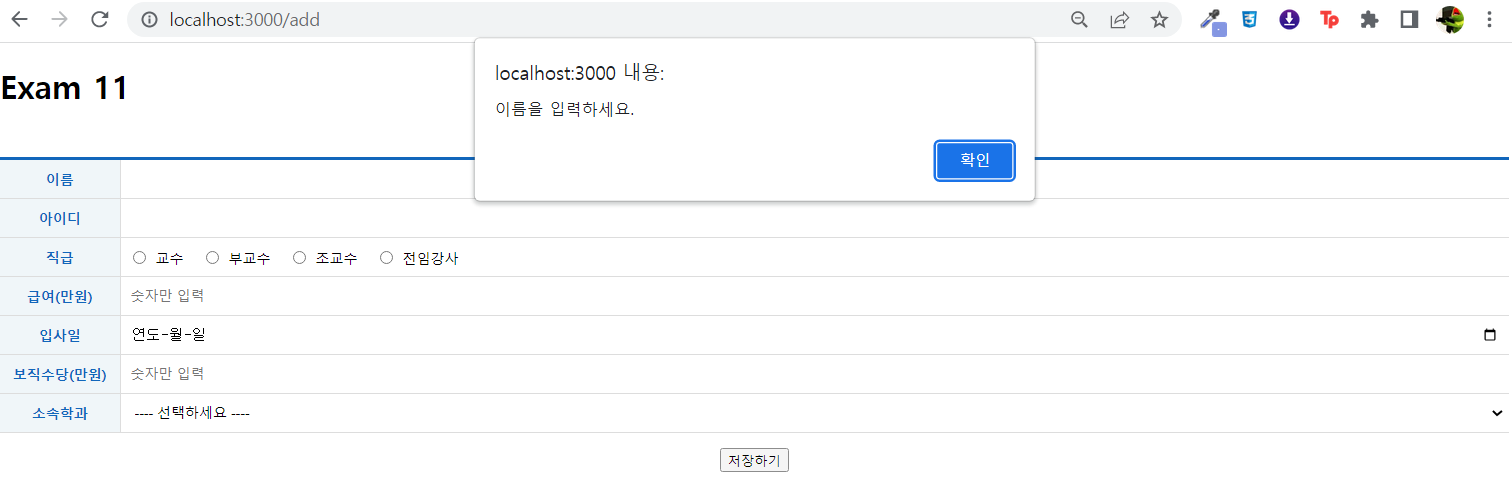 localhost:3000/add
Tp
localhost:3000 내용:
이름을 입력하세요.
확인
Exam 11
이름
아이디
직급 교수 부교수 조교수 전임강사
급여(만원) 숫자만 입력
입사일 연도-월-일
보직수당(만원) 숫자만 입력
소속학과 ---- 선택하세요 ----
저장하기